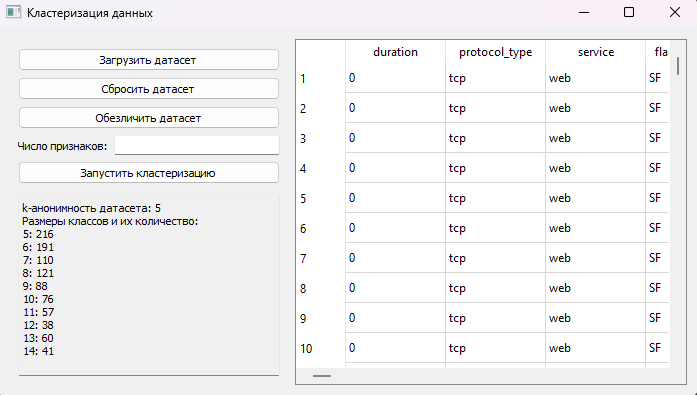 Кластеризация данных
Загрузить датасет
Сбросить датасет
Обезличить датасет
Число признаков:
Запустить кластеризацию
k-анонимность датасета: 5
Размеры классов и их количество:
5: 216
6: 191
7: 110
8: 121
9: 88
10: 76
11: 57
12: 38
13: 60
14: 41
duration protocol_type service fla
1 0 tcp web SF
2 0 tcp web SF
3 0 tcp web SF
4 0 tcp web SF
5 0 tcp web SF
6 0 tcp web SF
7 0 tcp web SF
8 0 tcp web SF
9 0 tcp web SF
10 0 tcp web SF